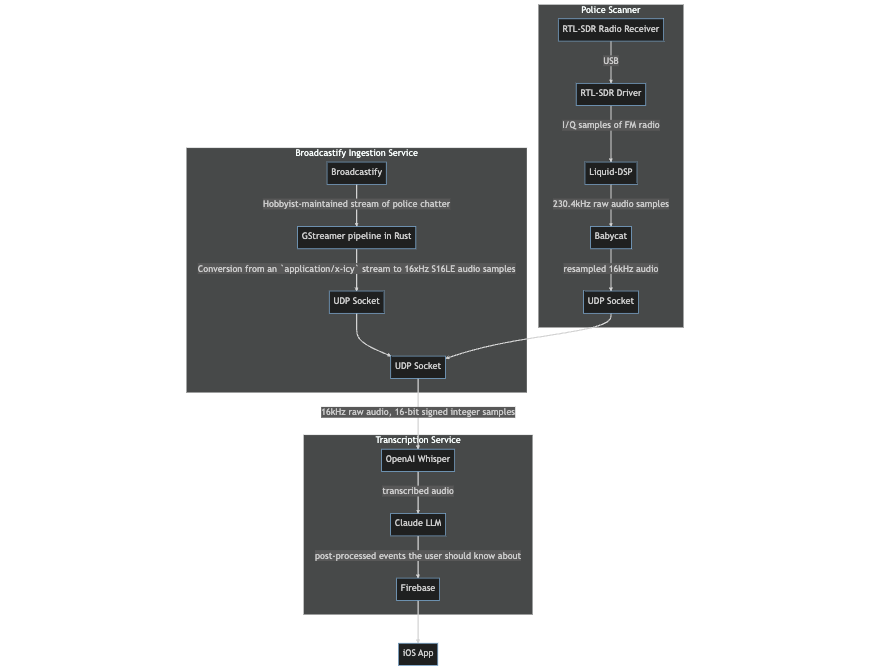 Police Scanner
RTL-SDR Radio Receiver
USB
RTL-SDR Driver
I/Q samples of FM radio
Liquid-DSP
230.4kHz raw audio samples
Babycat
resampled 16kHz audio
UDP Socket
Broadcastify Ingestion Service
Broadcastify
Hobbyist-maintained stream of police chatter
GStreamer pipeline in Rust
Conversion from an `application/x-icy` stream to 16xHz S16LE audio samples
UDP Socket
UDP Socket
16kHz raw audio, 16-bit signed integer samples
Transcription Service
OpenAI Whisper
transcribed audio
Claude LLM
post-processed events the user should know about
Firebase
iOS App